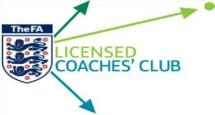 The FA
LICENSED
COACHES' CLUB